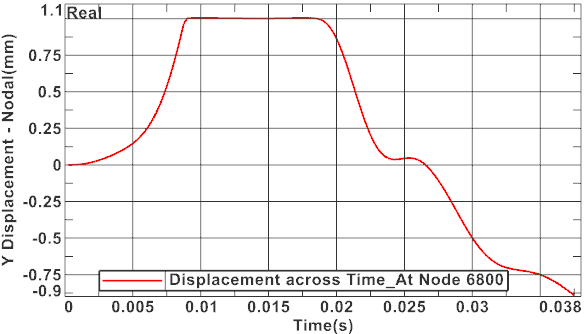 1.1
Real
0.75
0.5
0.25
0
-0.25
-0.5
-0.75
-0.9
Y Displacement - Nodal(mm)
Displacement across Time_At Node 6800
0 0.005 0.01 0.015 0.02 0.025 0.03 0.038
Time(s)